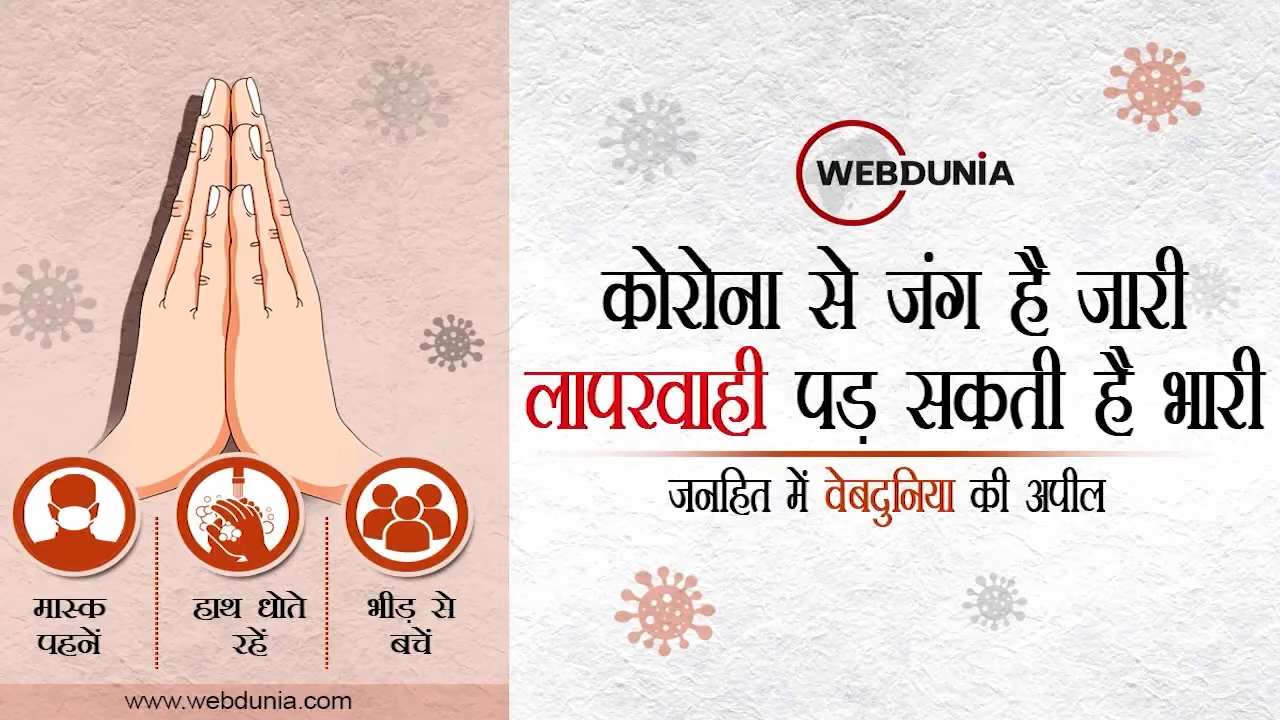 WEBDUNIA
कोरोना से जंग है जारी
लापरवाही पड़ सकती है भारी
जनहित में वेबदुनिया की अपील
मास्क
पहनें
हाथ धोते
रहें
भीड़ से
बचें
www.webdunia.com